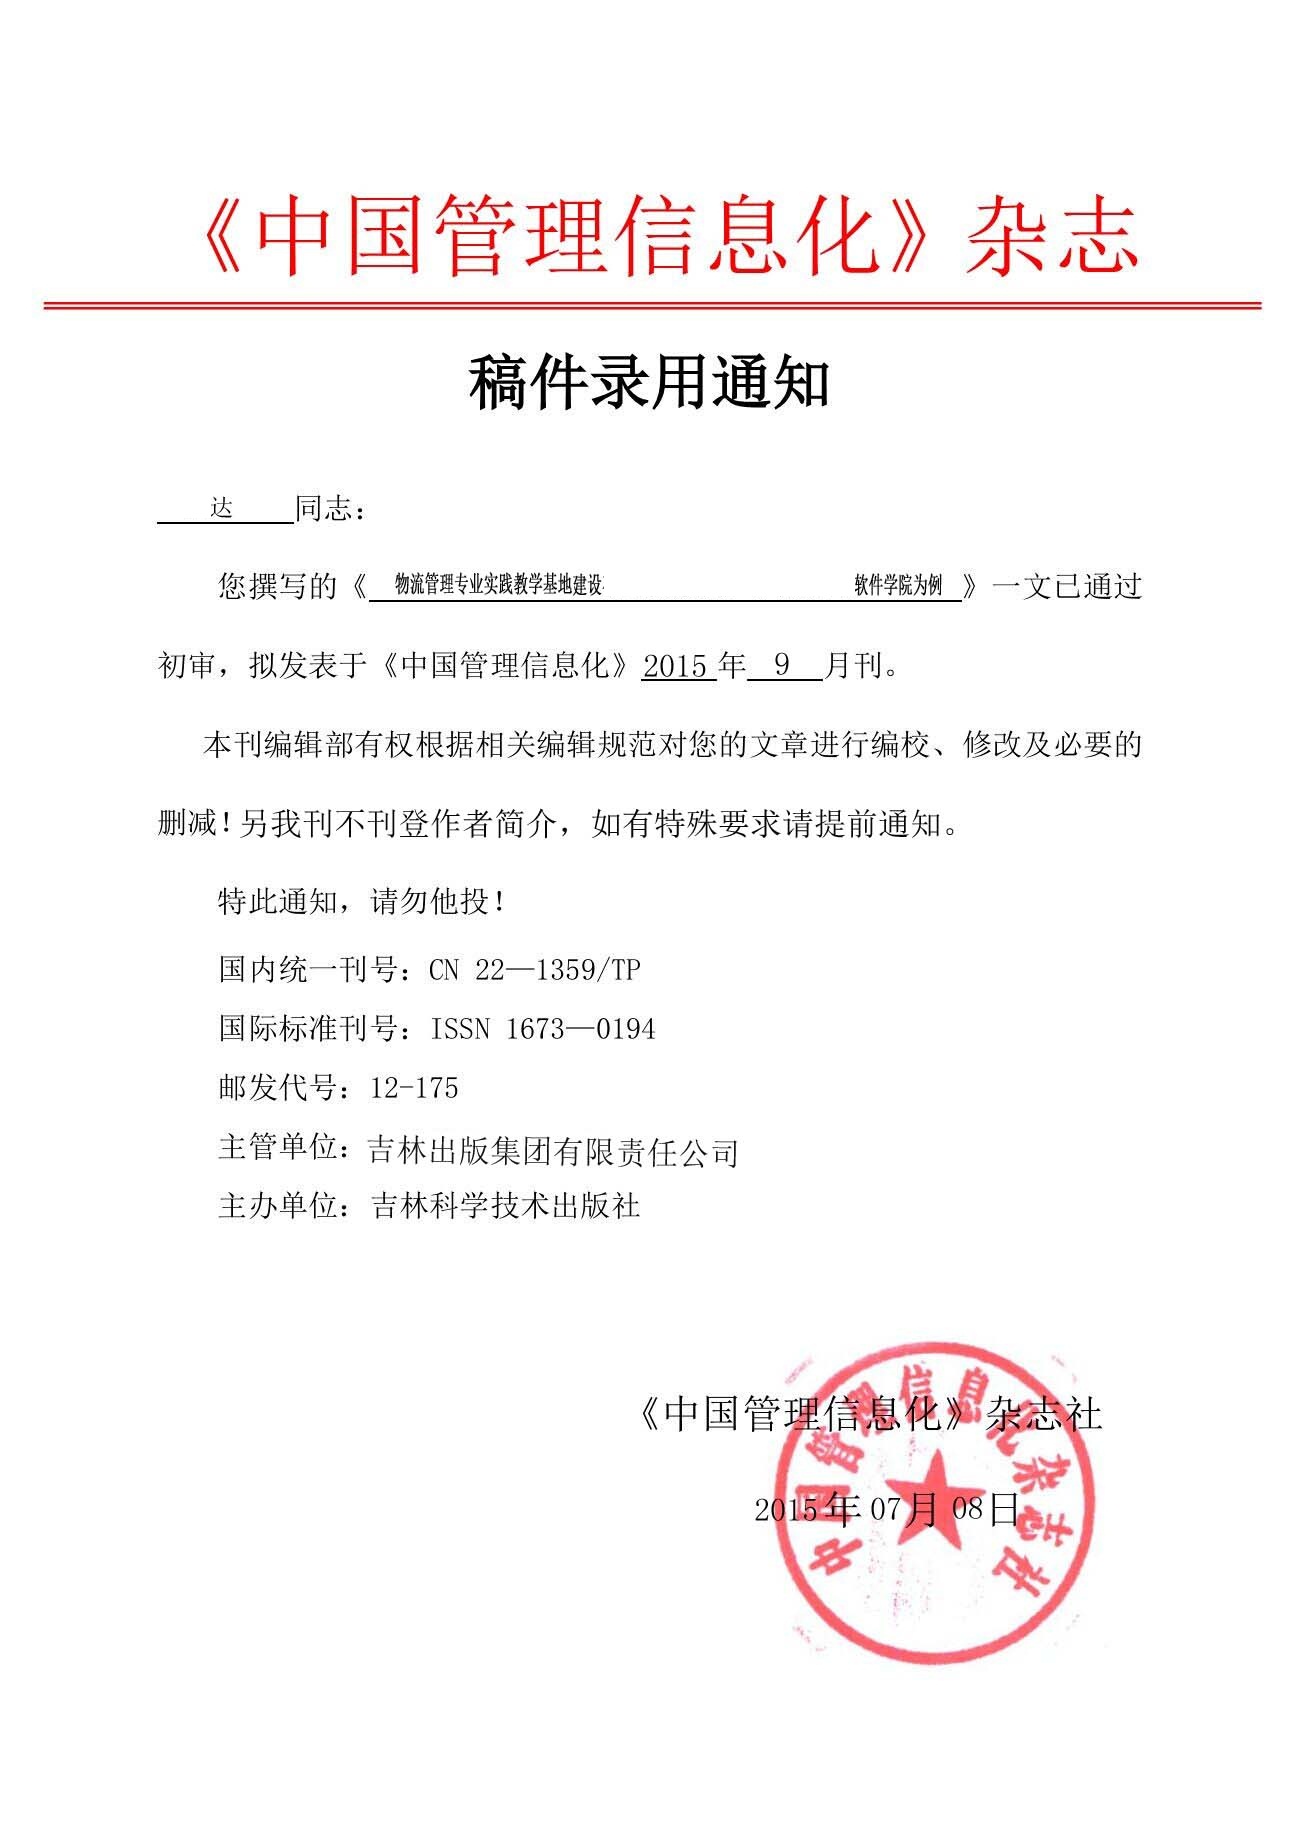 《中国管理信息化》杂志
稿件录用通知
达 同志：
您撰写的《 物流管理专业实践教学基地建设 软件学院为例 》一文已通过
初审，拟发表于《中国管理信息化》2015 年 9 月刊。
本刊编辑部有权根据相关编辑规范对您的文章进行编校、修改及必要的
删减！另我刊不刊登作者简介，如有特殊要求请提前通知。
特此通知，请勿他投！
国内统一刊号：CN 22—1359/TP
国际标准刊号：ISSN 1673—0194
邮发代号：12-175
主管单位：吉林出版集团有限责任公司
主办单位：吉林科学技术出版社
《中国管理信息化》杂志社
2015 年 07 月 08 日
中国管理信息化杂志社